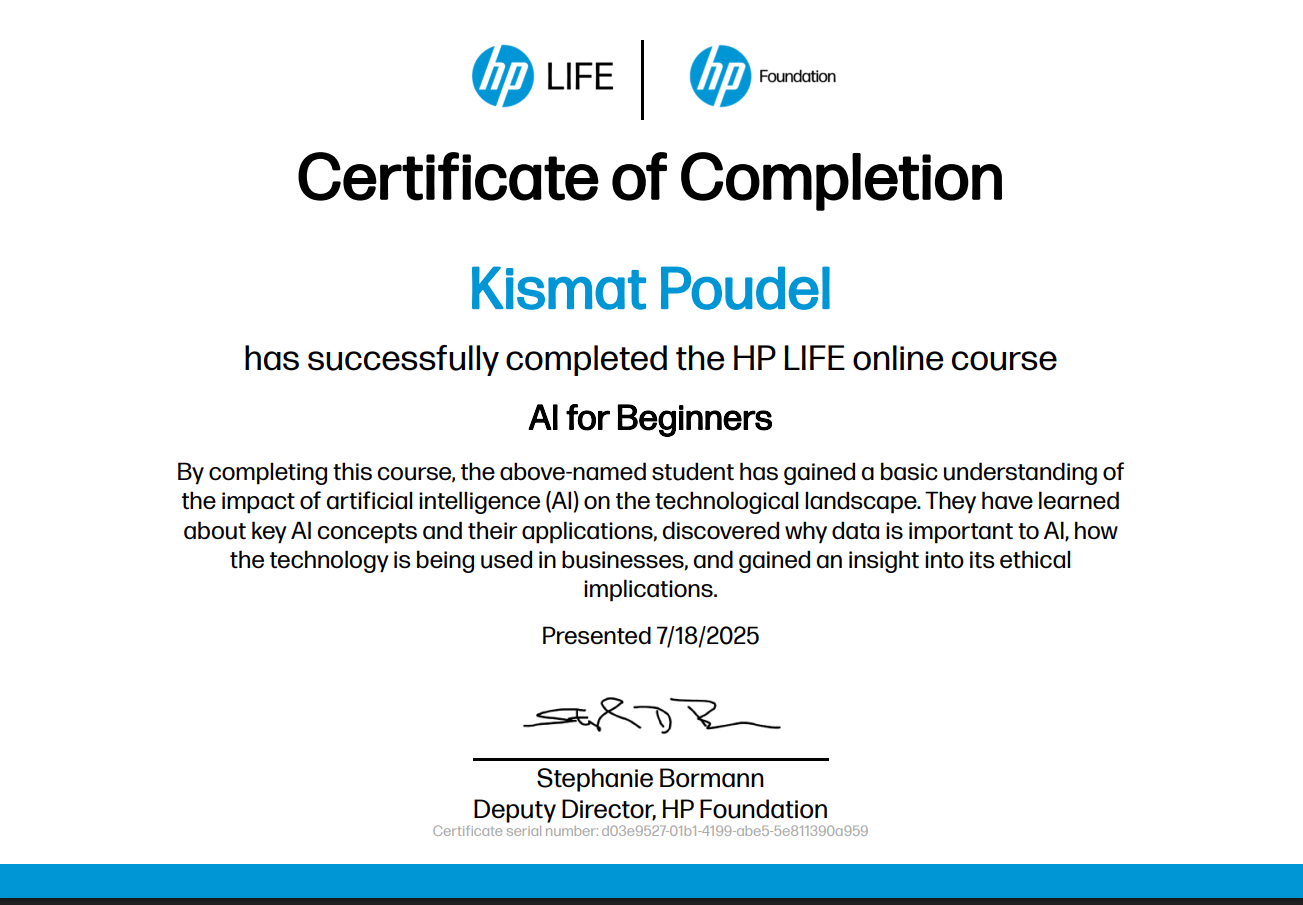 hp LIFE hp Foundation
Certificate of Completion
Kismat Poudel
has successfully completed the HP LIFE online course
AI for Beginners
By completing this course, the above-named student has gained a basic understanding of
the impact of artificial intelligence (AI) on the technological landscape. They have learned
about key AI concepts and their applications, discovered why data is important to AI, how
the technology is being used in businesses, and gained an insight into its ethical
implications.
Presented 7/18/2025
Stephanie Bormann
Deputy Director, HP Foundation
Certificate serial number: d03e9527-01b1-4199-abe5-5e811390a959